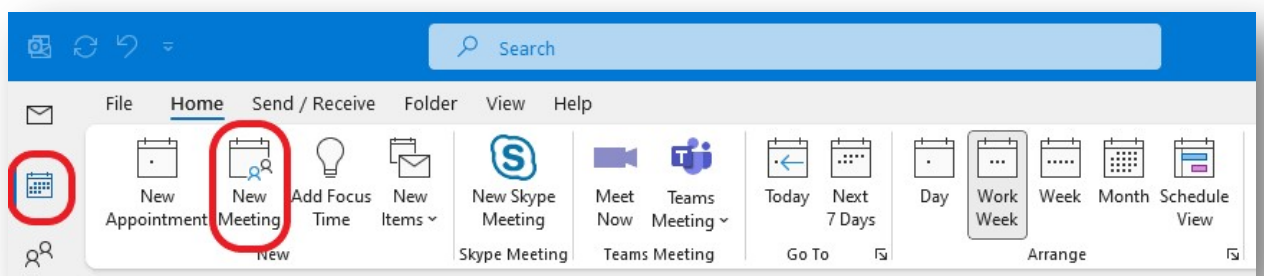 Search
File Home Send / Receive Folder View Help
New Appointment
New Meeting
Add Focus Time
New Items
New Skype Meeting
Meet Now
Teams Meeting
Today
Next 7 Days
Day
Work Week
Week
Month
Schedule View
New
Skype Meeting
Teams Meeting
Go To
Arrange